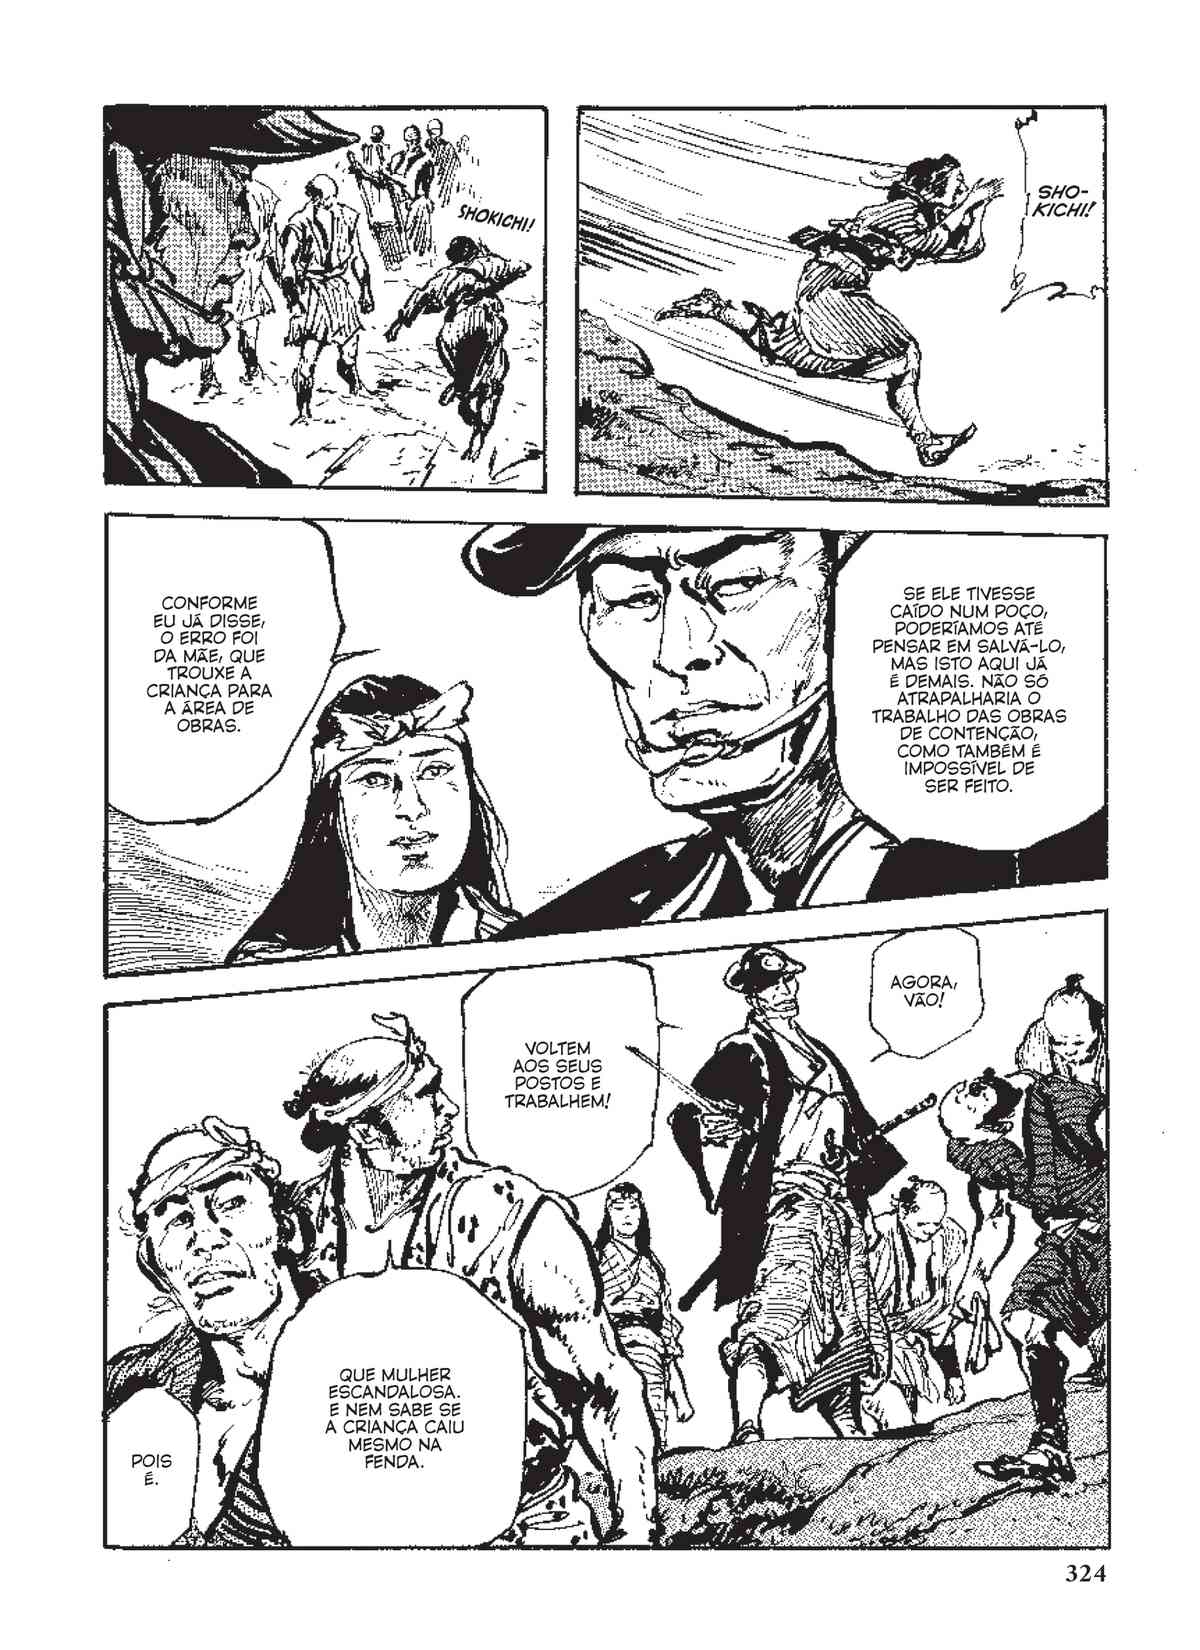 SHO-
KICHI!
SHOKICHI!
SE ELE TIVESSE
CAÍDO NUM POÇO,
PODERÍAMOS ATÉ
PENSAR EM SALVÁ-LO,
MAS ISTO AQUI JÁ
É DEMAIS. NÃO SÓ
ATRAPALHARIA O
TRABALHO DAS OBRAS
DE CONTENÇÃO,
COMO TAMBÉM É
IMPOSSÍVEL DE
SER FEITO.
CONFORME
EU JÁ DISSE,
O ERRO FOI
DA MÃE, QUE
TROUXE A
CRIANÇA PARA
A ÁREA DE
OBRAS.
AGORA,
VÃO!
VOLTEM
AOS SEUS
POSTOS E
TRABALHEM!
QUE MULHER
ESCANDALOSA.
E NEM SABE SE
A CRIANÇA CAIU
MESMO NA
FENDA.
POIS
É.
324